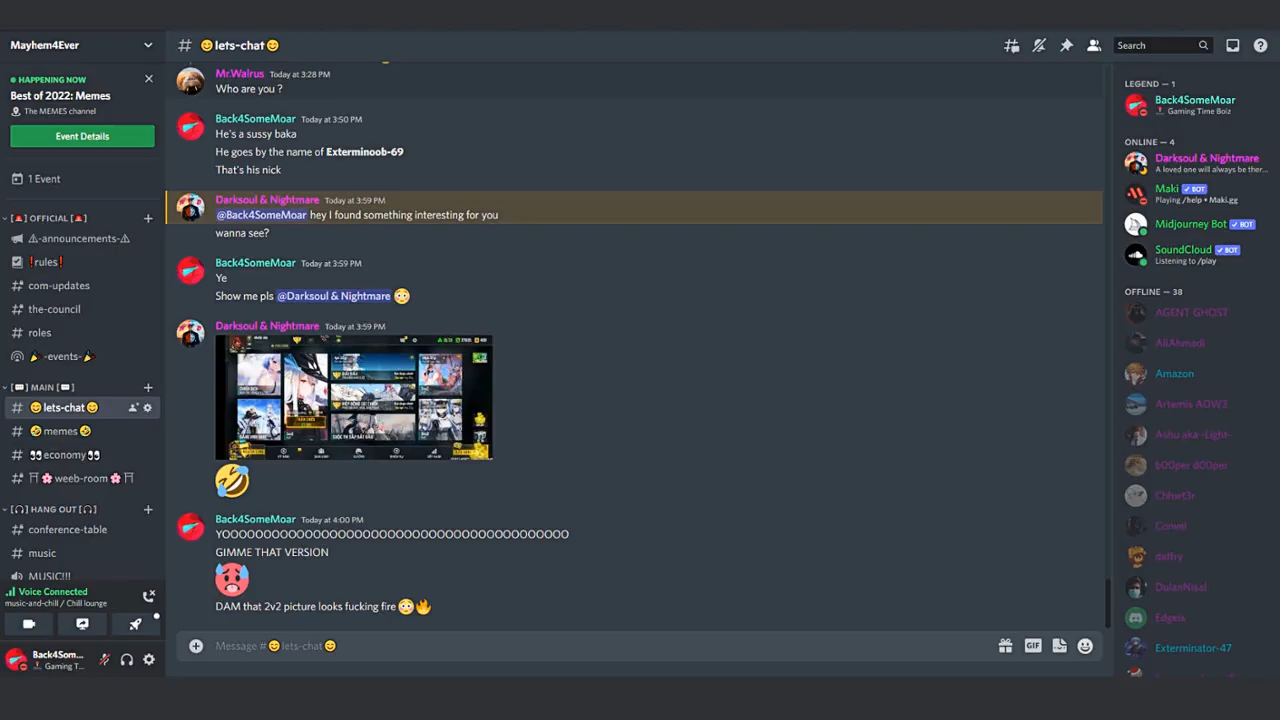 Mayhem4Ever
HAPPENING NOW
Best of 2022: Memes
The MEMES channel
Event Details
1 Event
[🚨] OFFICIAL [🚨]
⚠-announcements-⚠
❗rules❗
com-updates
the-council
roles
🎉-events-🎉
[💬] MAIN [💬]
😊lets-chat😊
🤣memes🤣
👀economy👀
⛩🌸weeb-room🌸⛩
[🎧] HANG OUT [🎧]
conference-table
music
MUSIC!!!
Voice Connected
music-and-chill / Chill lounge
Back4Som...
Gaming T...
# 😊lets-chat😊
Search
Mr.Walrus Today at 3:28 PM
Who are you ?
Back4SomeMoar Today at 3:50 PM
He's a sussy baka
He goes by the name of Exterminoob-69
That's his nick
Darksoul & Nightmare Today at 3:59 PM
@Back4SomeMoar hey I found something interesting for you
wanna see?
Back4SomeMoar Today at 3:59 PM
Ye
Show me pls @Darksoul & Nightmare 😳
Darksoul & Nightmare Today at 3:59 PM
🤣
Back4SomeMoar Today at 4:00 PM
YOOOOOOOOOOOOOOOOOOOOOOOOOOOOOOOOOOOOOOOOO
GIMME THAT VERSION
🥵
DAM that 2v2 picture looks fucking fire😳🔥
Message #😊lets-chat😊
GIF
LEGEND — 1
Back4SomeMoar
Gaming Time Boiz
ONLINE — 4
Darksoul & Nightmare
A loved one will always be ther...
Maki ✓BOT
Playing /help • Maki.gg
Midjourney Bot ✓BOT
SoundCloud ✓BOT
Listening to /play
OFFLINE — 38
AGENT GHOST
AliAhmadi
Amazon
Artemis AOW3
Ashu aka -Light-
b00per d00per
Chhet3r
dxlfry
DulanNisal
Edgeis
Exterminator-47